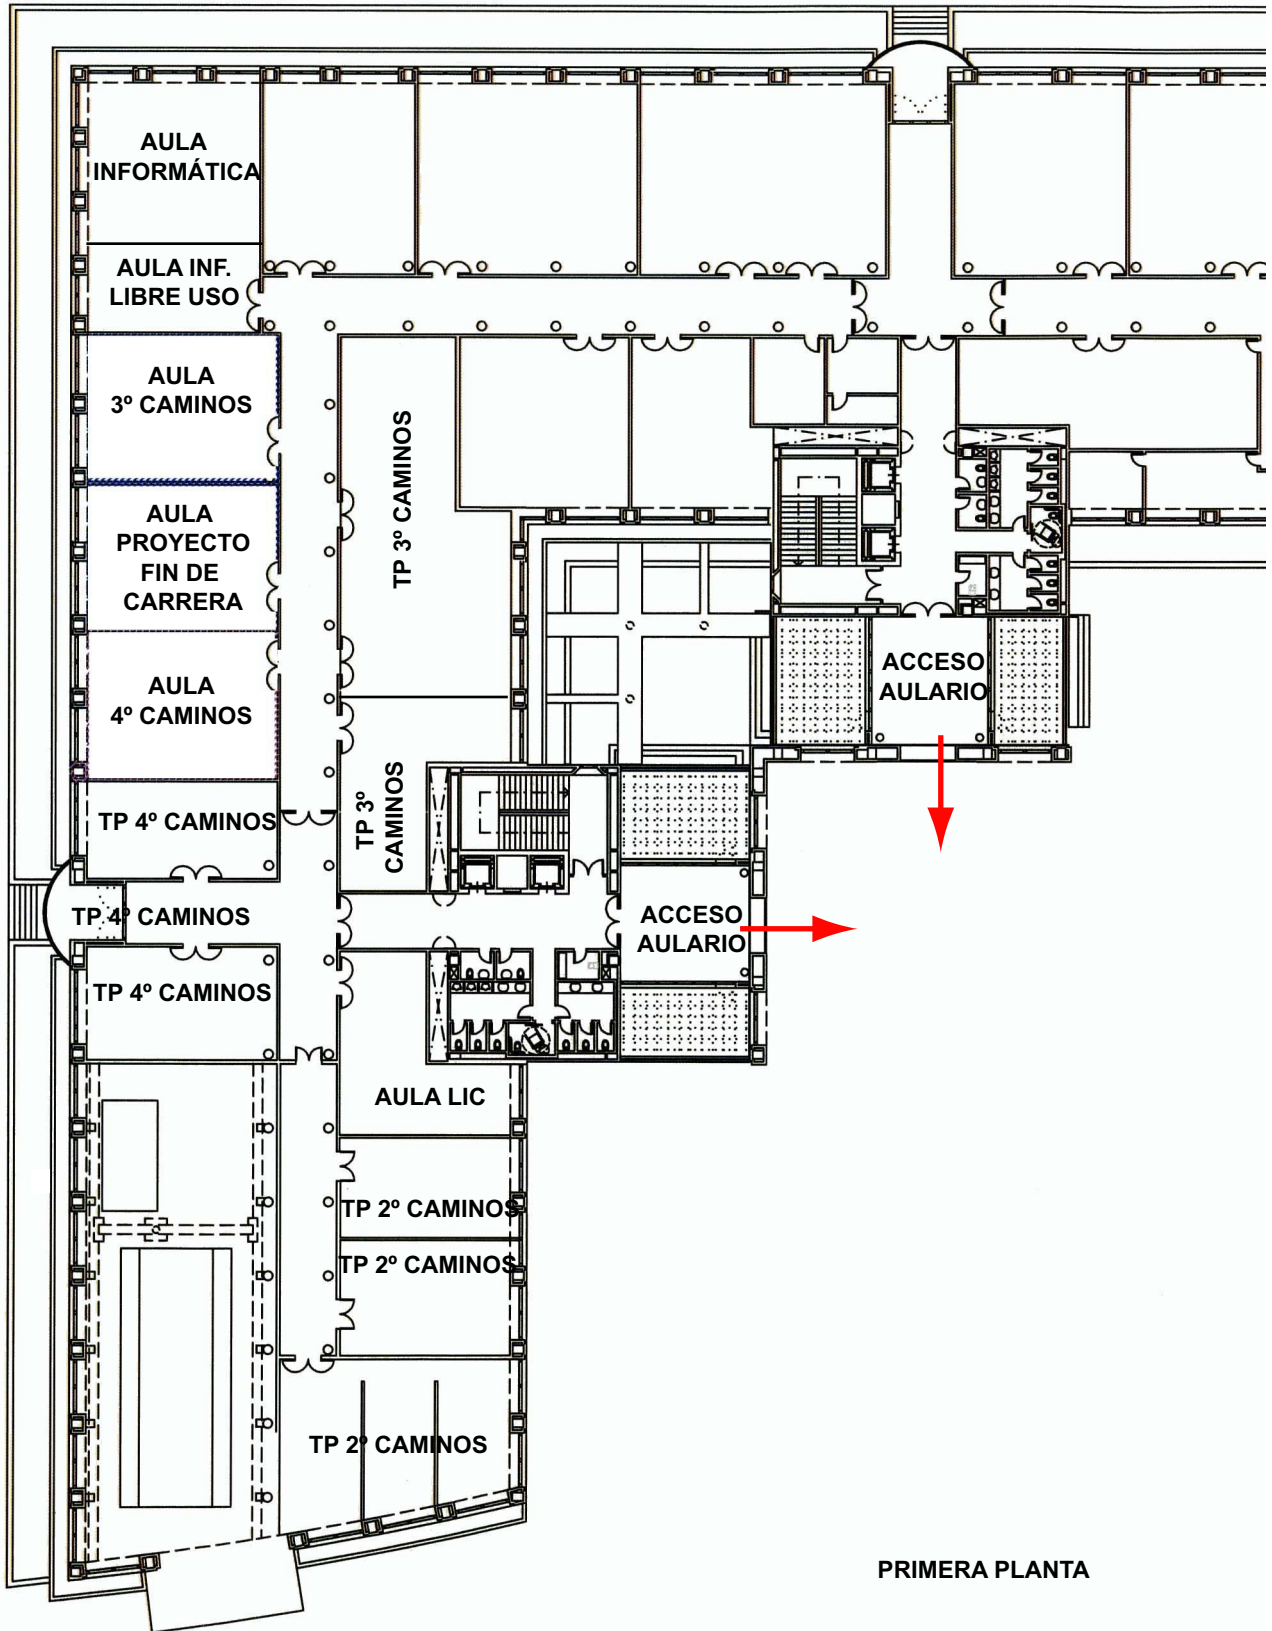 AULA
INFORMÁTICA
AULA INF.
LIBRE USO
AULA
3º CAMINOS
TP 3º CAMINOS
AULA
PROYECTO
FIN DE
CARRERA
AULA
4º CAMINOS
ACCESO
AULARIO
TP 4º CAMINOS
TP 3º
CAMINOS
TP 4º CAMINOS
ACCESO
AULARIO
TP 4º CAMINOS
AULA LIC
TP 2º CAMINOS
TP 2º CAMINOS
TP 2º CAMINOS
PRIMERA PLANTA